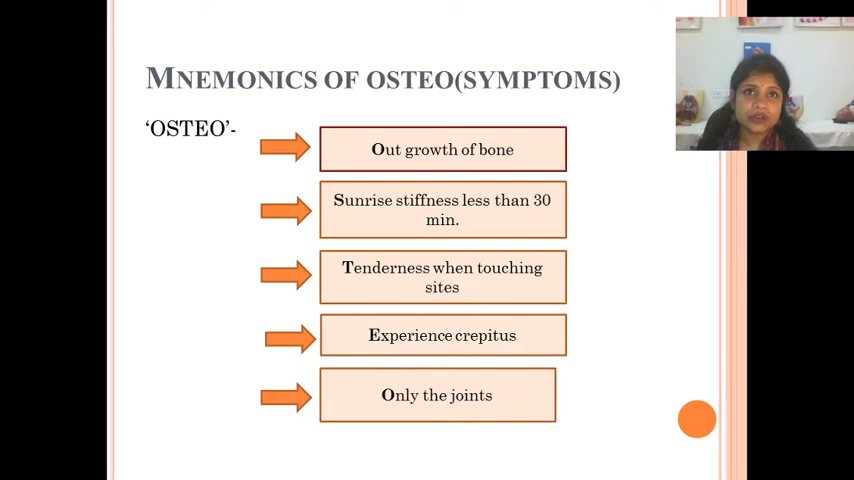 MNEMONICS OF OSTEO(SYMPTOMS)
‘OSTEO’-
Out growth of bone
Sunrise stiffness less than 30
min.
Tenderness when touching
sites
Experience crepitus
Only the joints